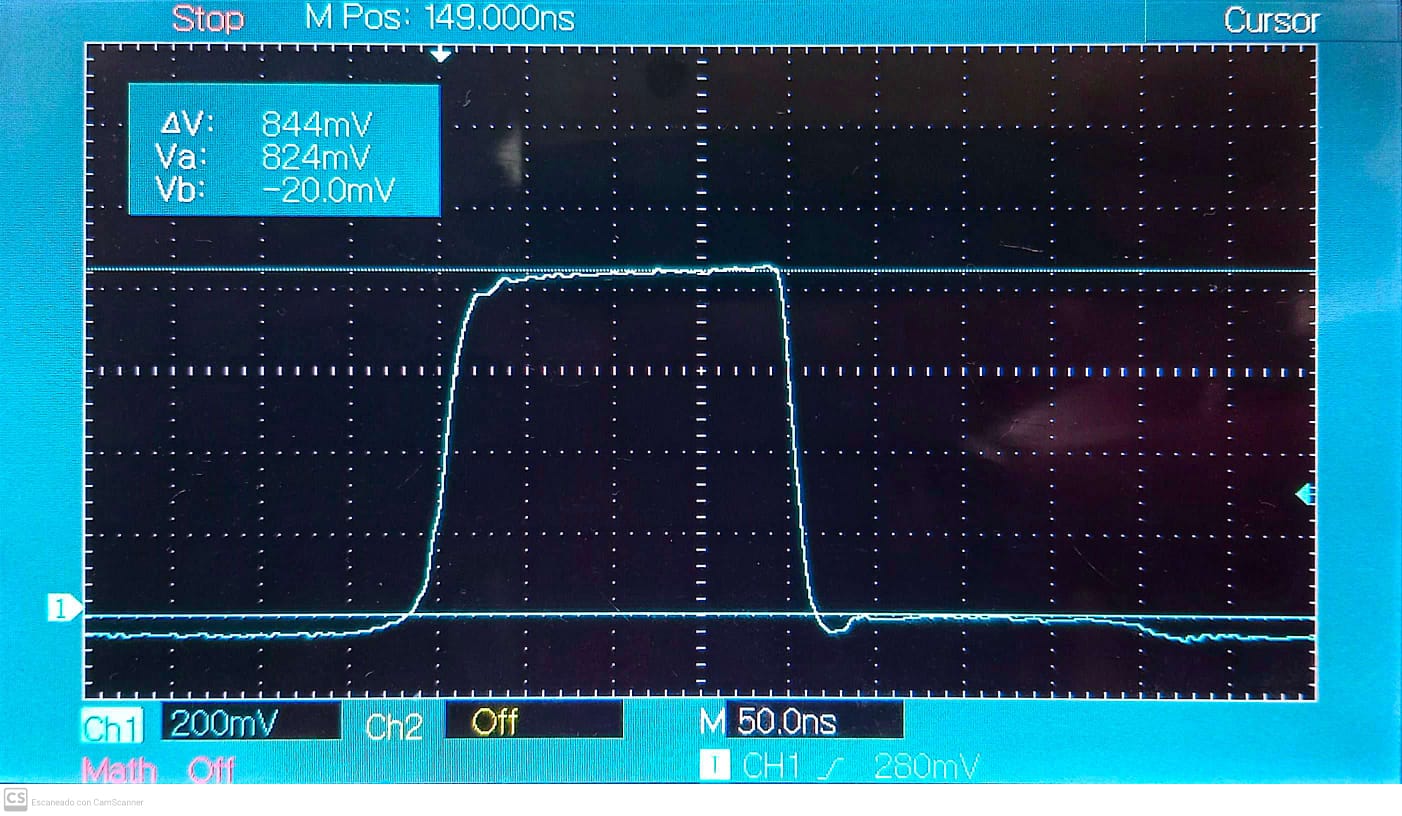 Stop M Pos: 149.000ns Cursor
ΔV: 844mV
Va: 824mV
Vb: -20.0mV
1
Ch1 200mV Ch2 Off M 50.0ns
Math Off T CH1 280mV
CS Escaneado con CamScanner